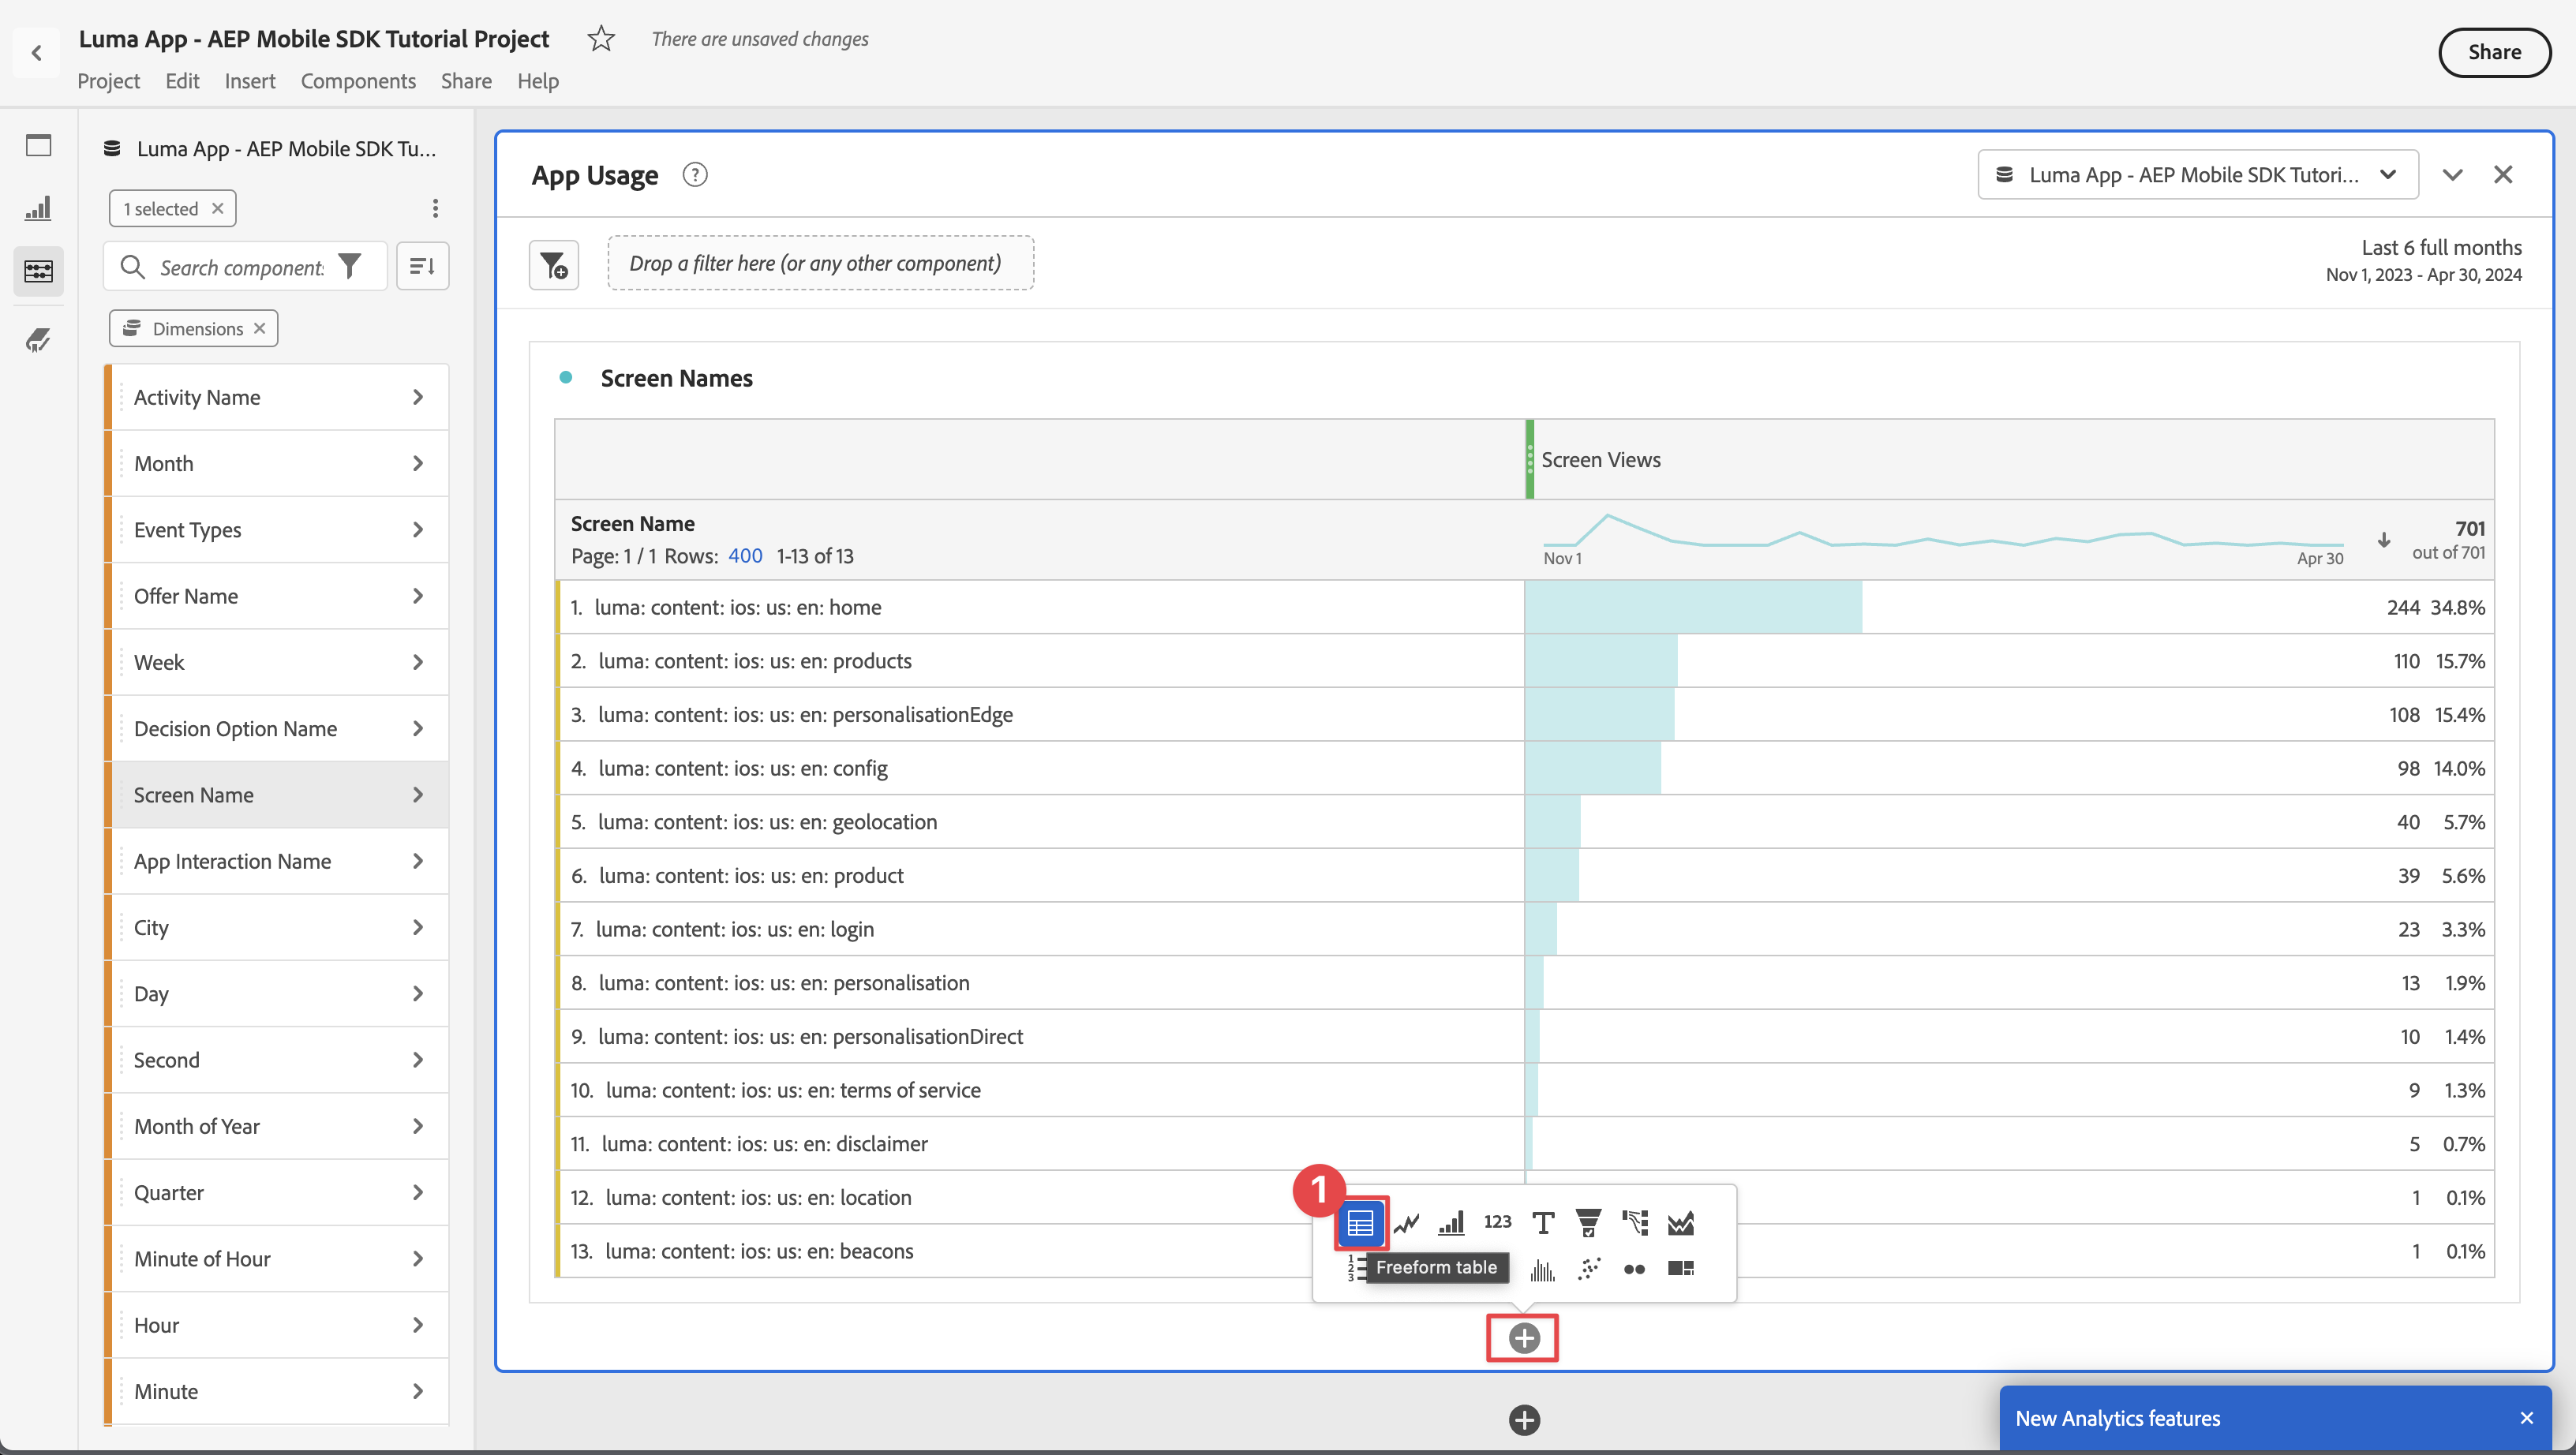 Luma App - AEP Mobile SDK Tutorial Project
There are unsaved changes
Share
Project Edit Insert Components Share Help
Luma App - AEP Mobile SDK Tu...
1 selected
Search component
Dimensions
Activity Name
Month
Event Types
Offer Name
Week
Decision Option Name
Screen Name
App Interaction Name
City
Day
Second
Month of Year
Quarter
Minute of Hour
Hour
Minute
App Usage ?
Luma App - AEP Mobile SDK Tutori...
Drop a filter here (or any other component)
Last 6 full months
Nov 1, 2023 - Apr 30, 2024
Screen Names
Screen Views
Screen Name
Page: 1 / 1 Rows: 400 1-13 of 13
Nov 1
Apr 30
701
out of 701
1. luma: content: ios: us: en: home 244 34.8%
2. luma: content: ios: us: en: products 110 15.7%
3. luma: content: ios: us: en: personalisationEdge 108 15.4%
4. luma: content: ios: us: en: config 98 14.0%
5. luma: content: ios: us: en: geolocation 40 5.7%
6. luma: content: ios: us: en: product 39 5.6%
7. luma: content: ios: us: en: login 23 3.3%
8. luma: content: ios: us: en: personalisation 13 1.9%
9. luma: content: ios: us: en: personalisationDirect 10 1.4%
10. luma: content: ios: us: en: terms of service 9 1.3%
11. luma: content: ios: us: en: disclaimer 5 0.7%
12. luma: content: ios: us: en: location 1 0.1%
13. luma: content: ios: us: en: beacons 1 0.1%
1
123
Freeform table
New Analytics features